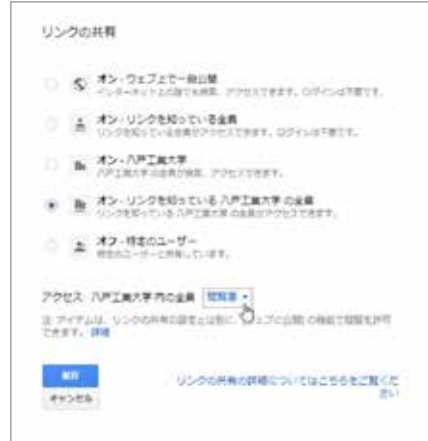 リンクの共有
オン - ウェブ上で一般公開
インターネット上の誰でも検索、アクセスできます。ログインは不要です。
オン - リンクを知っている全員
リンクを知っている全員がアクセスできます。ログインは不要です。
オン - 八戸工業大学
八戸工業大学 の全員が検索、アクセスできます。
オン - リンクを知っている 八戸工業大学 の全員
リンクを知っている 八戸工業大学 の全員がアクセスできます。
オフ - 特定のユーザー
特定のユーザーと共有しています。
アクセス: 八戸工業大学 内の全員 閲覧者
注: アイテムは、リンクの共有の設定とは別に、[ウェブに公開] の機能で閲覧を許可
できます。 詳細
キャンセル
リンクの共有の詳細についてはこちらをご覧くだ
さい